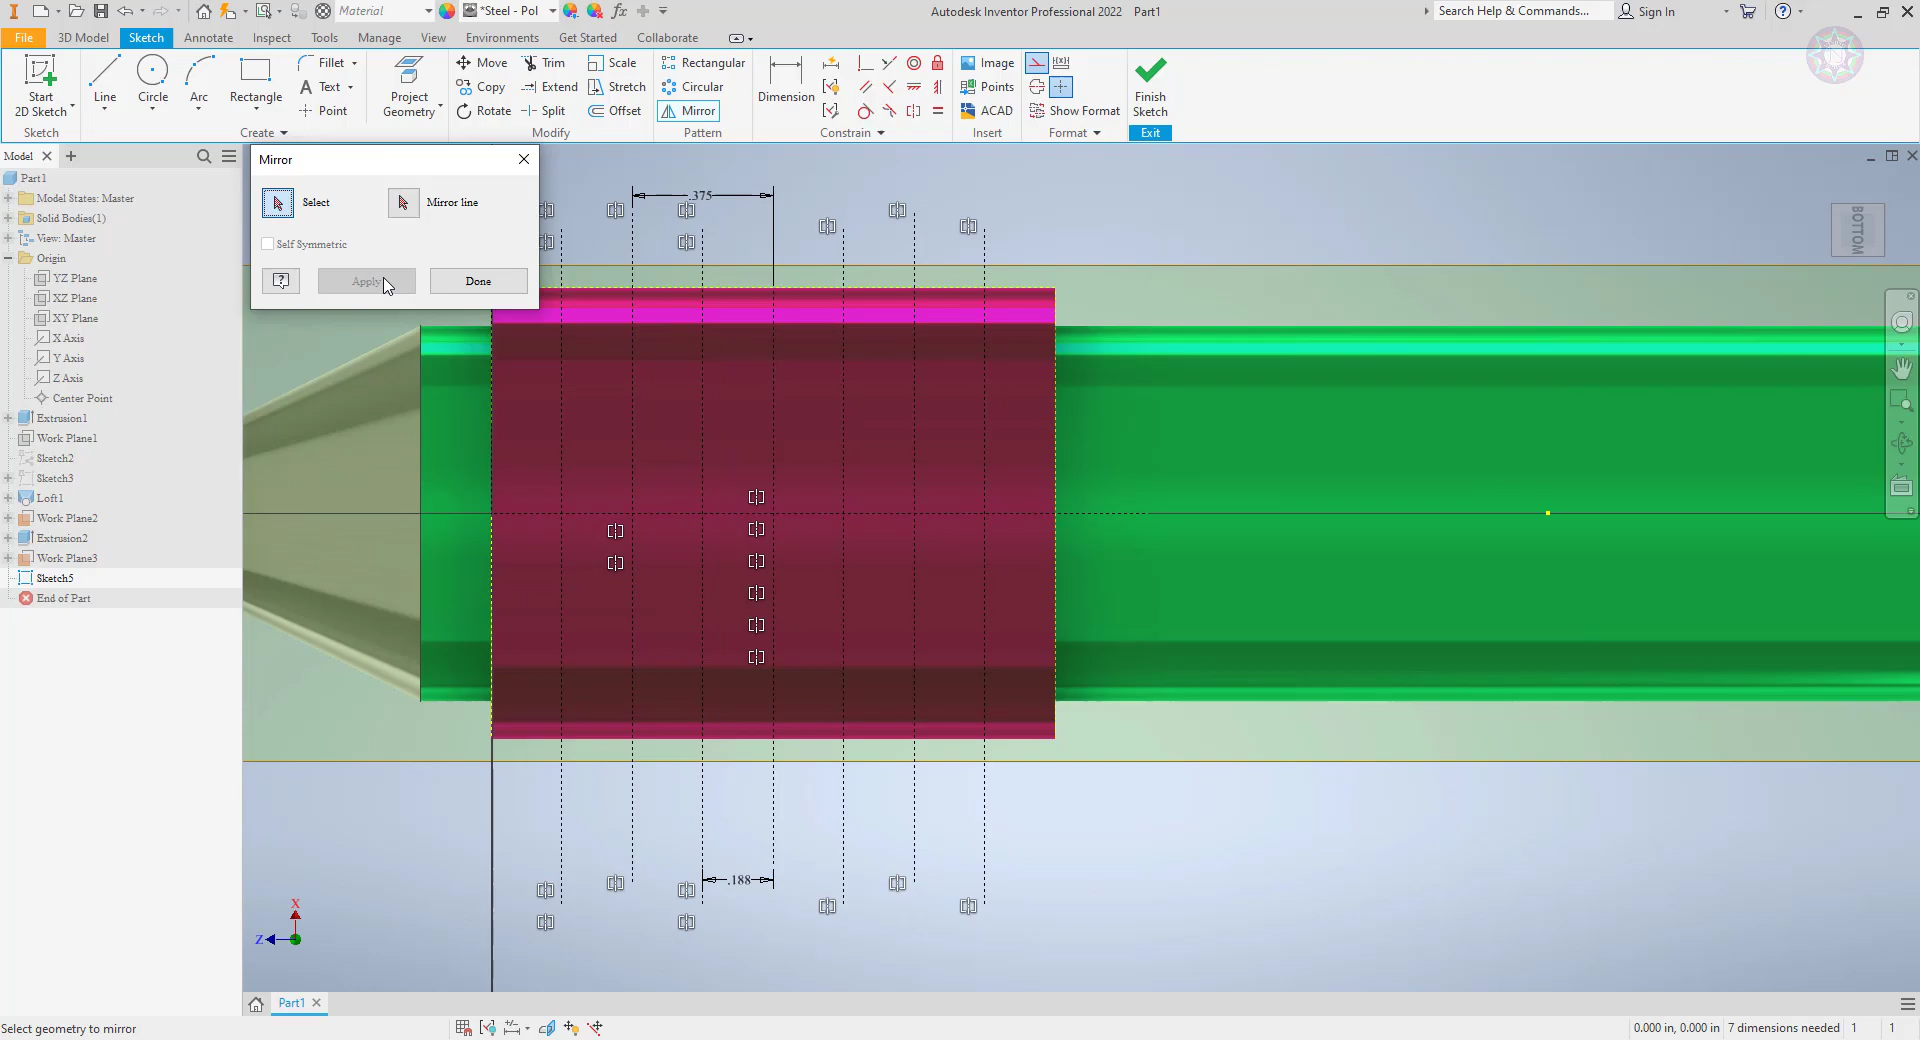 Material
*Steel - Pol
Autodesk Inventor Professional 2022 Part1
Search Help & Commands...
Sign In
File 3D Model Sketch Annotate Inspect Tools Manage View Environments Get Started Collaborate
Start
2D Sketch
Line
Circle
Arc
Rectangle
Fillet
Text
Point
Project
Geometry
Move
Copy
Rotate
Trim
Extend
Split
Scale
Stretch
Offset
Rectangular
Circular
Mirror
Dimension
Image
Points
ACAD
Show Format
Finish
Sketch
Sketch Create Modify Pattern Constrain Insert Format Exit
Model
Part1
Model States: Master
Solid Bodies(1)
View: Master
Origin
YZ Plane
XZ Plane
XY Plane
X Axis
Y Axis
Z Axis
Center Point
Extrusion1
Work Plane1
Sketch2
Sketch3
Loft1
Work Plane2
Extrusion2
Work Plane3
Sketch5
End of Part
Mirror
Select
Mirror line
Self Symmetric
Apply
Done
.375
BOTTOM
.188
X
Z
Part1
Select geometry to mirror
0.000 in, 0.000 in 7 dimensions needed 1 1